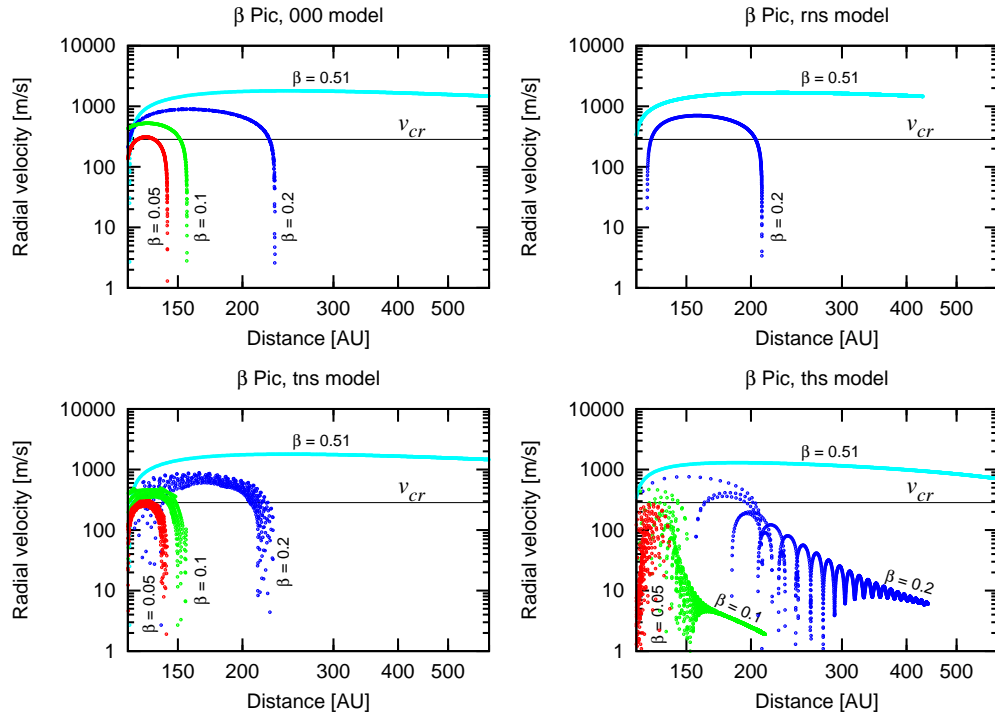 β Pic, 000 model
10000
1000
100
10
1
Radial velocity [m/s]
β = 0.51
v_cr
β = 0.05
β = 0.1
β = 0.2
150 200 300 400 500
Distance [AU]
β Pic, rns model
10000
1000
100
10
1
Radial velocity [m/s]
β = 0.51
v_cr
β = 0.2
150 200 300 400 500
Distance [AU]
β Pic, tns model
10000
1000
100
10
1
Radial velocity [m/s]
β = 0.51
v_cr
β = 0.05
β = 0.1
β = 0.2
150 200 300 400 500
Distance [AU]
β Pic, ths model
10000
1000
100
10
1
Radial velocity [m/s]
β = 0.51
v_cr
β = 0.05
β = 0.1
β = 0.2
150 200 300 400 500
Distance [AU]